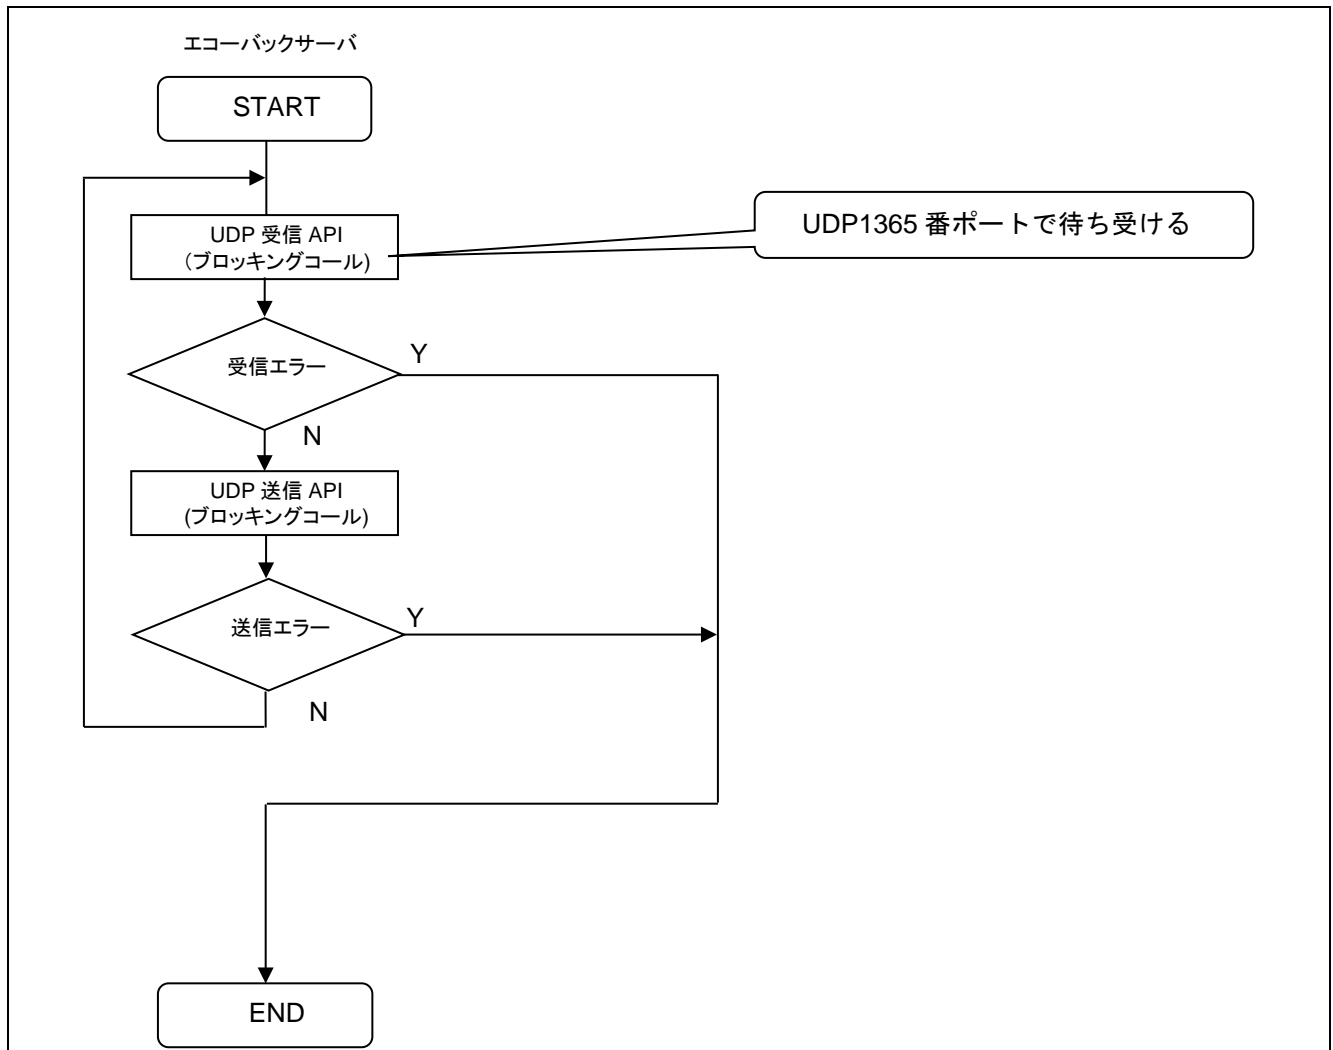 エコーバックサーバ
START
UDP 受信 API
（ブロッキングコール)
UDP1365 番ポートで待ち受ける
受信エラー
Y
N
UDP 送信 API
(ブロッキングコール)
送信エラー
Y
N
END